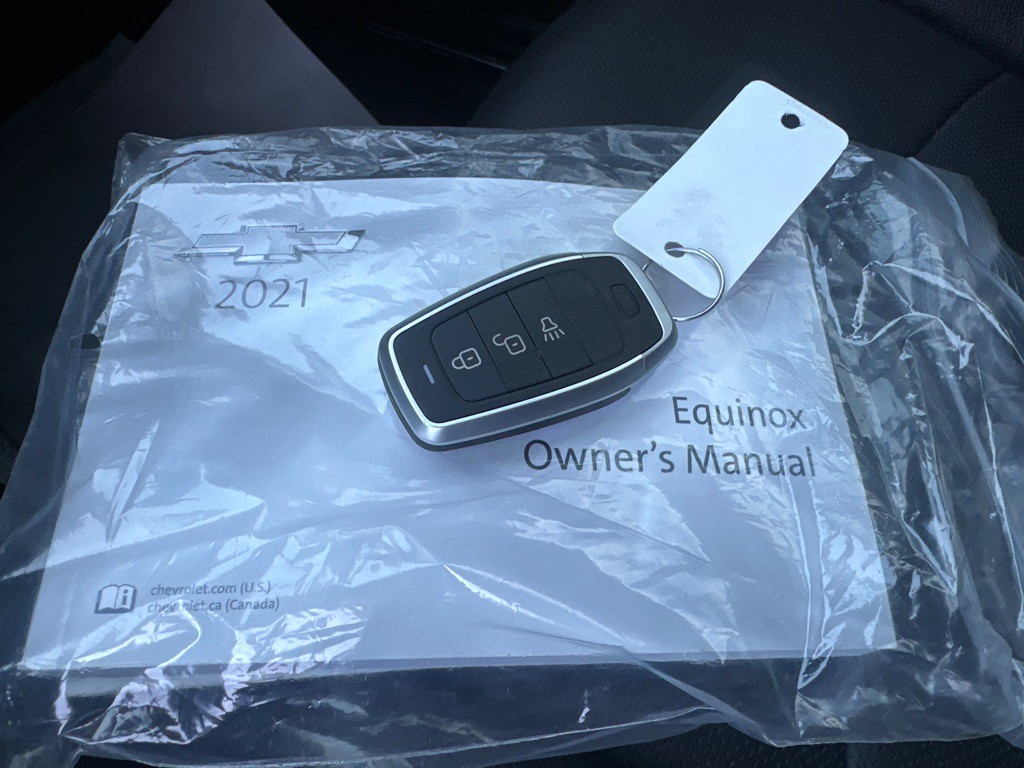 2021
Equinox
Owner's Manual
chevrolet.com (U.S.)
chevrolet.ca (Canada)